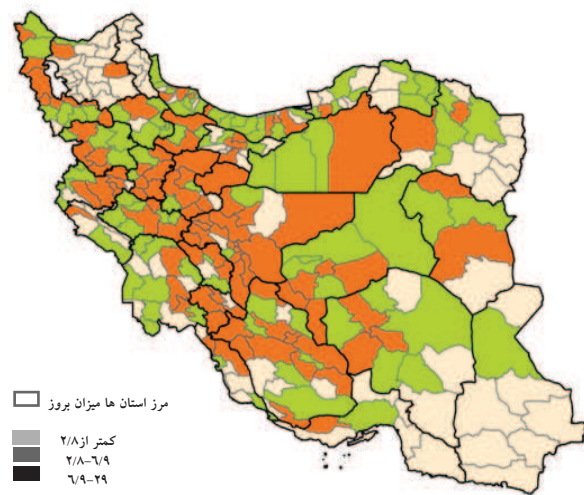 مرز استان ها میزان بروز
کمتر از ۲/۸
۲/۸-۶/۹
۶/۹-۲۹